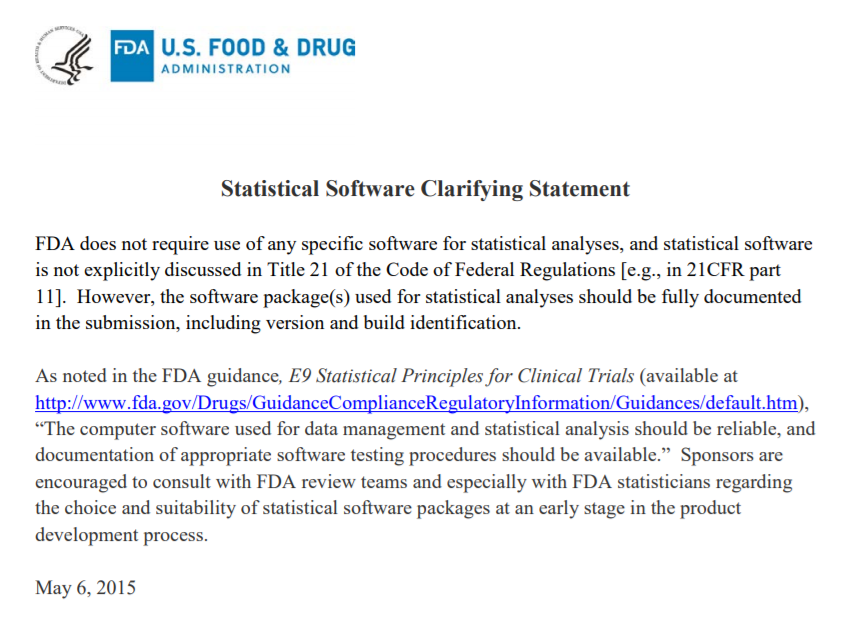 FDA U.S. FOOD & DRUG
ADMINISTRATION
Statistical Software Clarifying Statement
FDA does not require use of any specific software for statistical analyses, and statistical software
is not explicitly discussed in Title 21 of the Code of Federal Regulations [e.g., in 21CFR part
11].  However, the software package(s) used for statistical analyses should be fully documented
in the submission, including version and build identification.
As noted in the FDA guidance, E9 Statistical Principles for Clinical Trials (available at
http://www.fda.gov/Drugs/GuidanceComplianceRegulatoryInformation/Guidances/default.htm),
“The computer software used for data management and statistical analysis should be reliable, and
documentation of appropriate software testing procedures should be available.”  Sponsors are
encouraged to consult with FDA review teams and especially with FDA statisticians regarding
the choice and suitability of statistical software packages at an early stage in the product
development process.
May 6, 2015